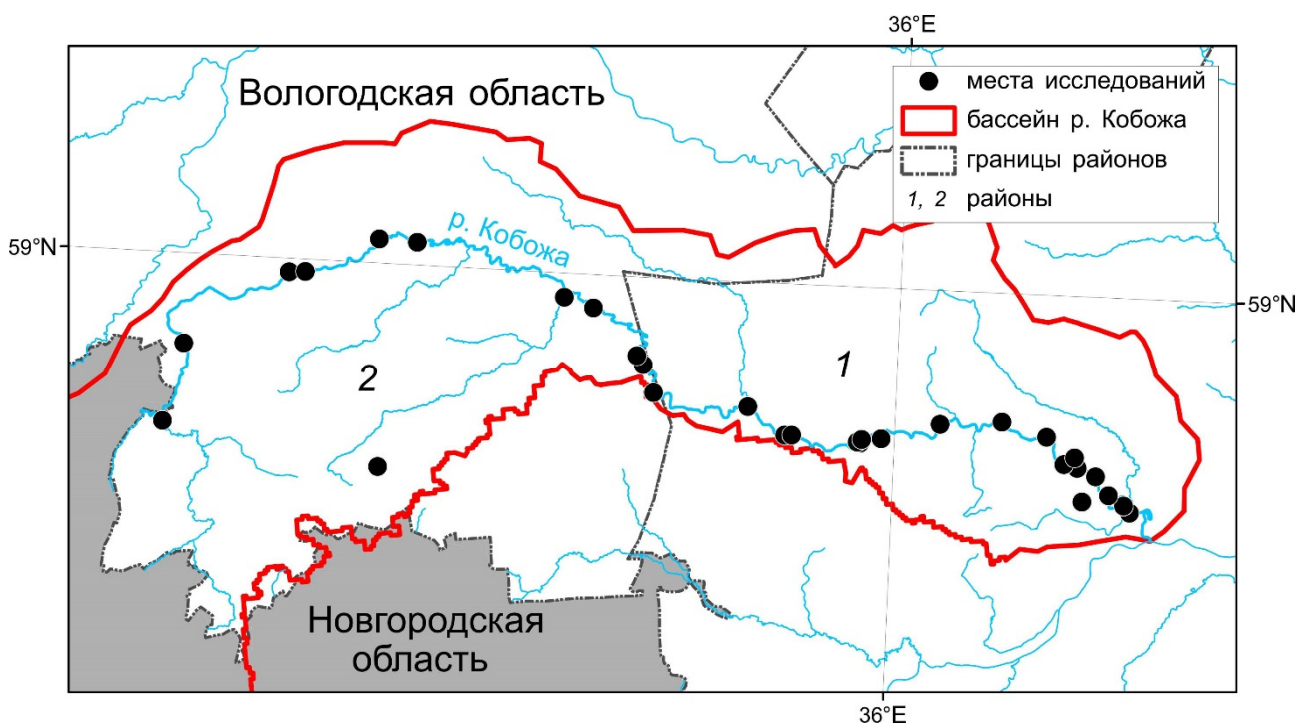 36°E
Вологодская область
места исследований
бассейн р. Кобожа
границы районов
1, 2 районы
р. Кобожа
59°N
59°N
1
2
Новгородская
область
36°E